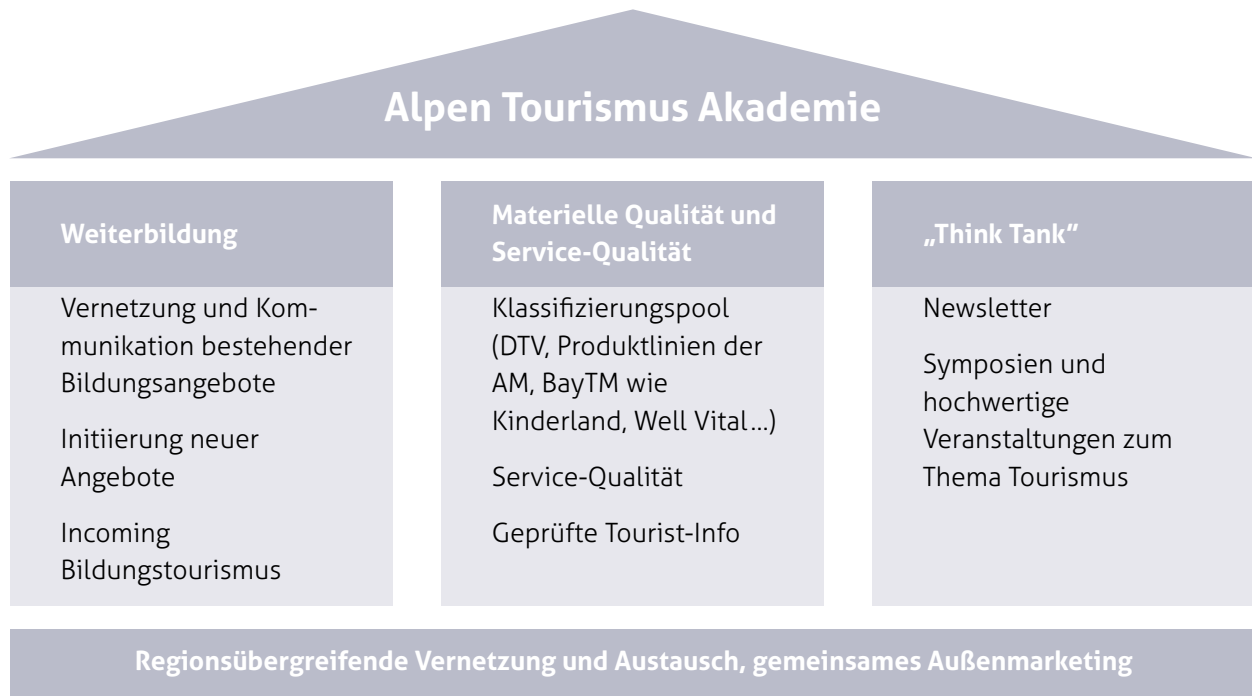 Alpen Tourismus Akademie
Weiterbildung
Vernetzung und Kom-
munikation bestehender
Bildungsangebote
Initiierung neuer
Angebote
Incoming
Bildungstourismus
Materielle Qualität und
Service-Qualität
Klassifizierungspool
(DTV, Produktlinien der
AM, BayTM wie
Kinderland, Well Vital...)
Service-Qualität
Geprüfte Tourist-Info
„Think Tank”
Newsletter
Symposien und
hochwertige
Veranstaltungen zum
Thema Tourismus
Regionsübergreifende Vernetzung und Austausch, gemeinsames Außenmarketing